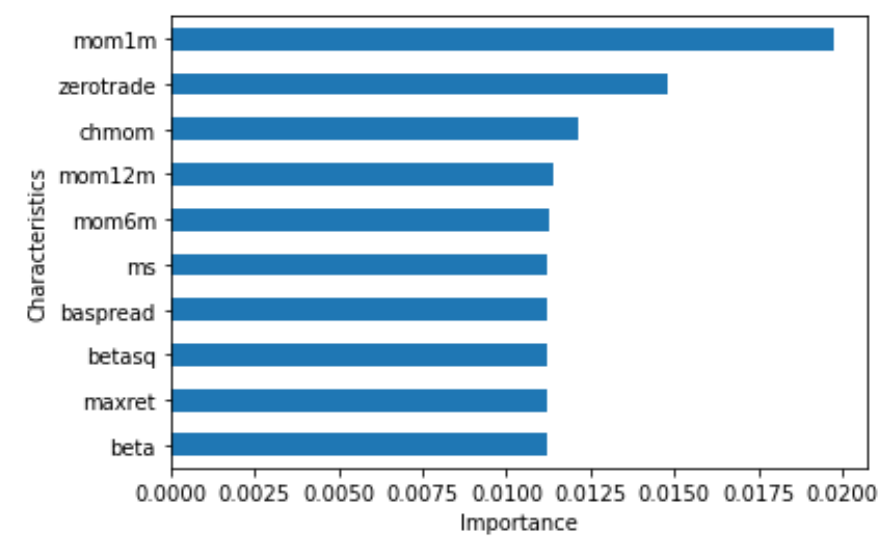 Characteristics
mom1m
zerotrade
chmom
mom12m
mom6m
ms
baspread
betasq
maxret
beta
0.0000 0.0025 0.0050 0.0075 0.0100 0.0125 0.0150 0.0175 0.0200
Importance